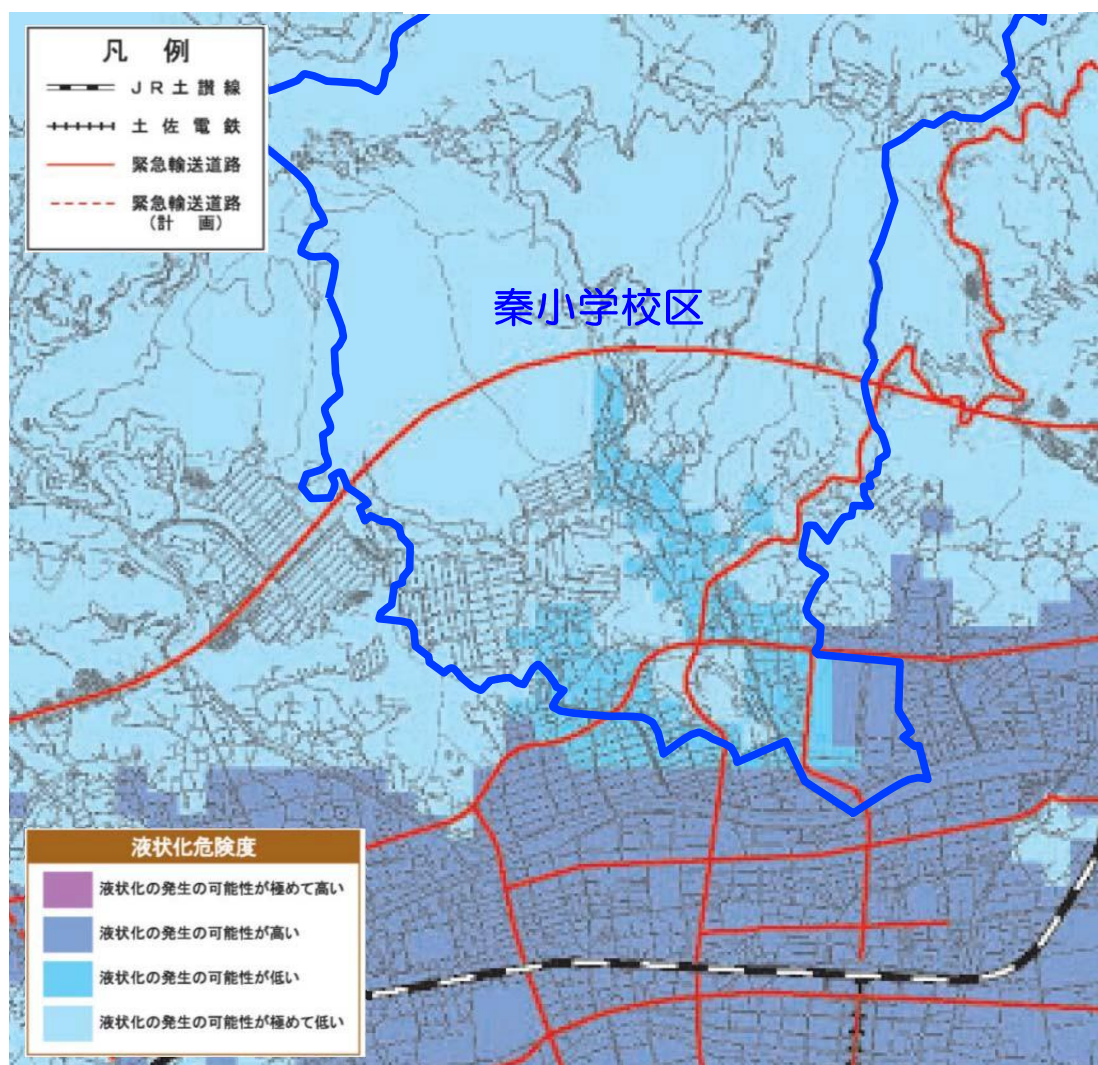 凡 例
JR土讃線
土佐電鉄
緊急輸送道路
緊急輸送道路
(計 画)
秦小学校区
液状化危険度
液状化の発生の可能性が極めて高い
液状化の発生の可能性が高い
液状化の発生の可能性が低い
液状化の発生の可能性が極めて低い